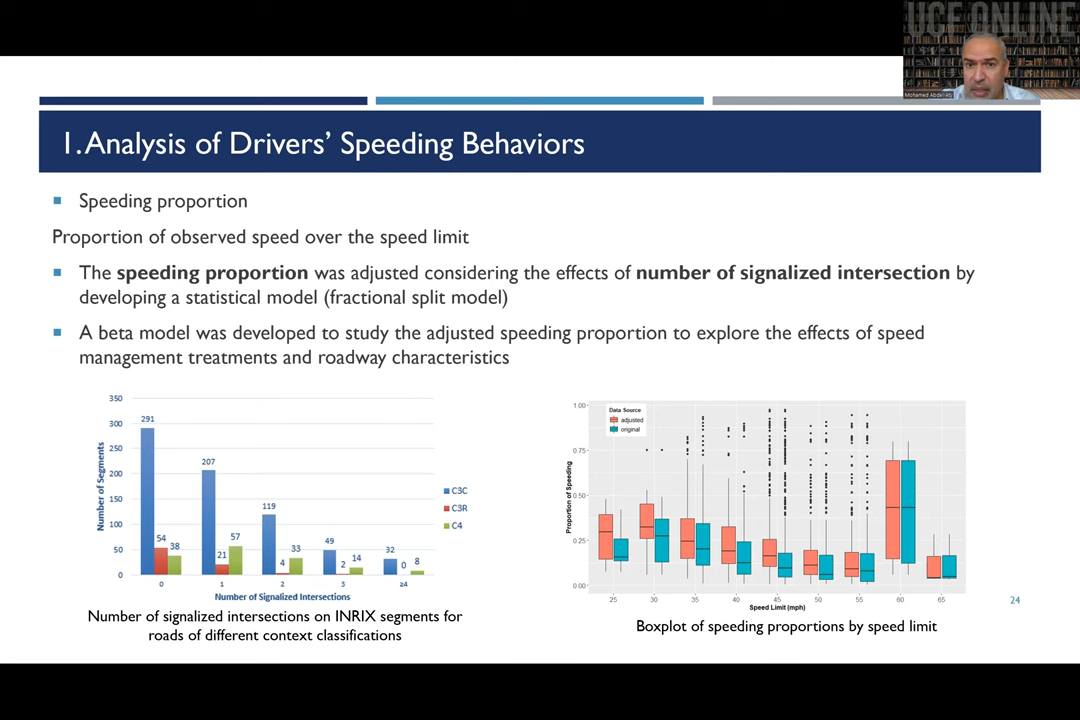 UCF ONLINE
Mohamed Abdel-Aty
1. Analysis of Drivers' Speeding Behaviors
Speeding proportion
Proportion of observed speed over the speed limit
The speeding proportion was adjusted considering the effects of number of signalized intersection by
developing a statistical model (fractional split model)
A beta model was developed to study the adjusted speeding proportion to explore the effects of speed
management treatments and roadway characteristics
Number of Segments
350
300
250
200
150
100
50
0
291
54
38
207
21
57
119
4
33
49
2
14
32
0
8
0
1
2
3
≥4
Number of Signalized Intersections
C3C
C3R
C4
Number of signalized intersections on INRIX segments for
roads of different context classifications
Proportion of Speeding
1.00
0.75
0.50
0.25
0.00
Data Source
adjusted
original
25 30 35 40 45 50 55 60 65
Speed Limit (mph)
Boxplot of speeding proportions by speed limit
24